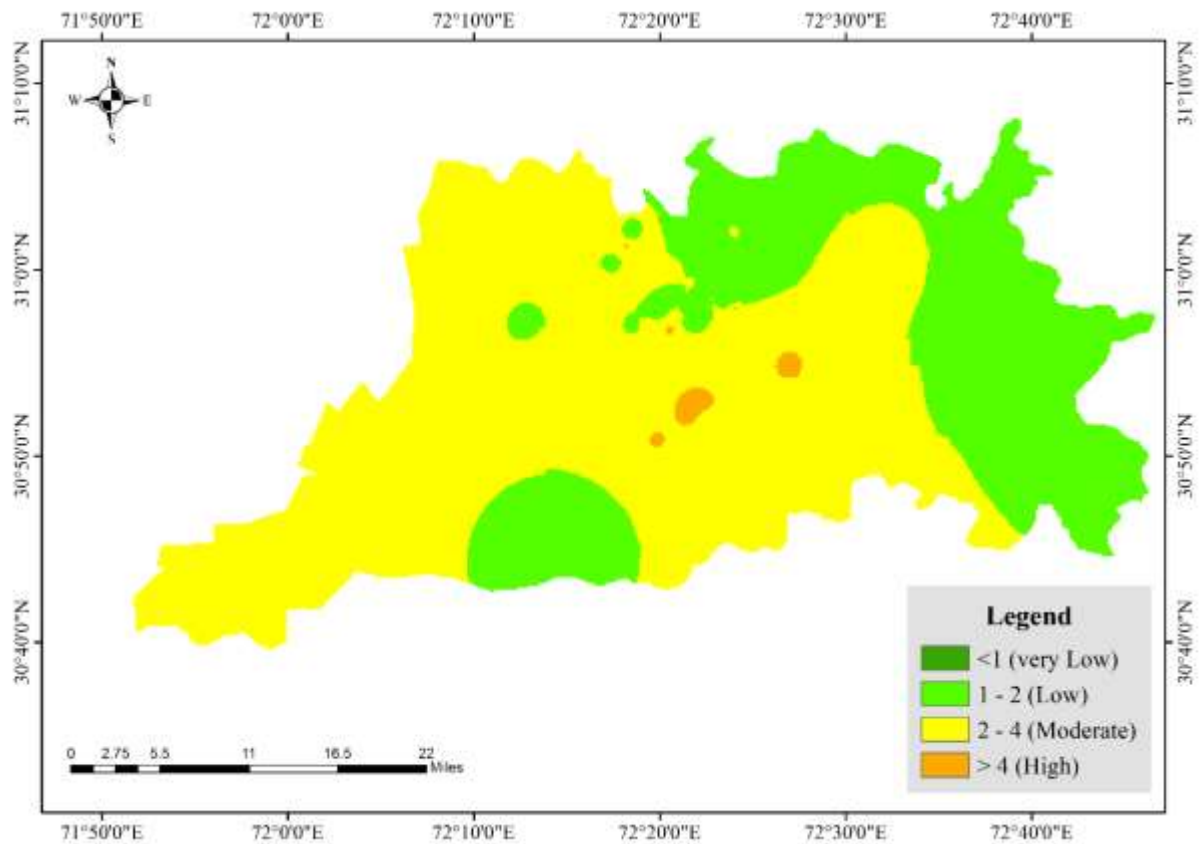 71°50'0"E 72°0'0"E 72°10'0"E 72°20'0"E 72°30'0"E 72°40'0"E
31°10'0"N 31°10'0"N
N
W E
S
31°0'0"N 31°0'0"N
30°50'0"N 30°50'0"N
30°40'0"N 30°40'0"N
Legend
<1 (very Low)
1 - 2 (Low)
2 - 4 (Moderate)
> 4 (High)
0 2.75 5.5 11 16.5 22
Miles
71°50'0"E 72°0'0"E 72°10'0"E 72°20'0"E 72°30'0"E 72°40'0"E